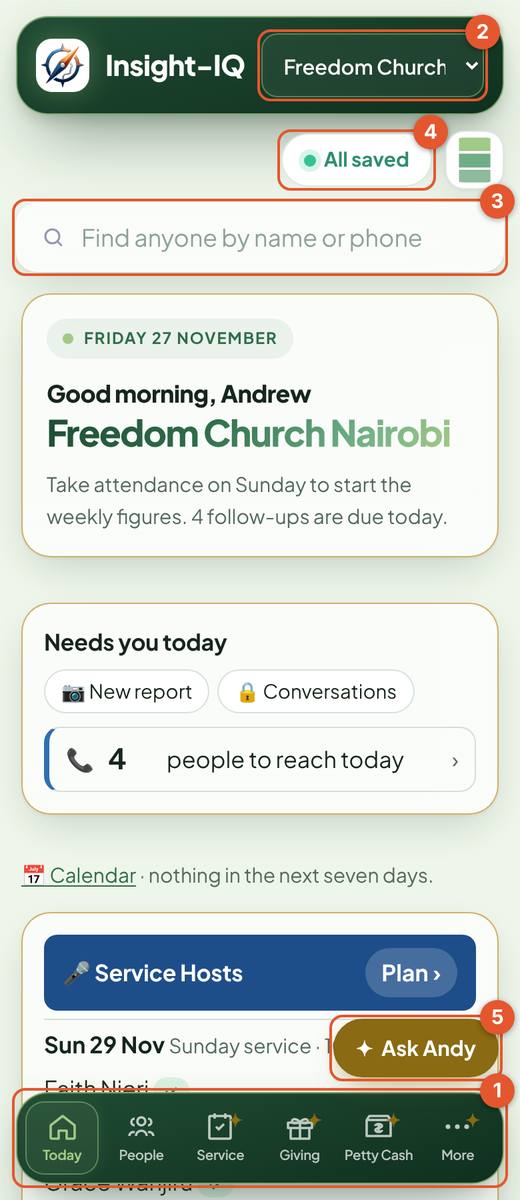 Insight-IQ
Freedom Church
2
All saved
4
Find anyone by name or phone
3
FRIDAY 27 NOVEMBER
Good morning, Andrew
Freedom Church Nairobi
Take attendance on Sunday to start the
weekly figures. 4 follow-ups are due today.
Needs you today
New report
Conversations
4 people to reach today ›
Calendar · nothing in the next seven days.
Service Hosts
Plan ›
Sun 29 Nov Sunday service ·
Ask Andy
5
Faith Njeri
1
Today
People
Service
Giving
Petty Cash
More
Grace Wanjiru